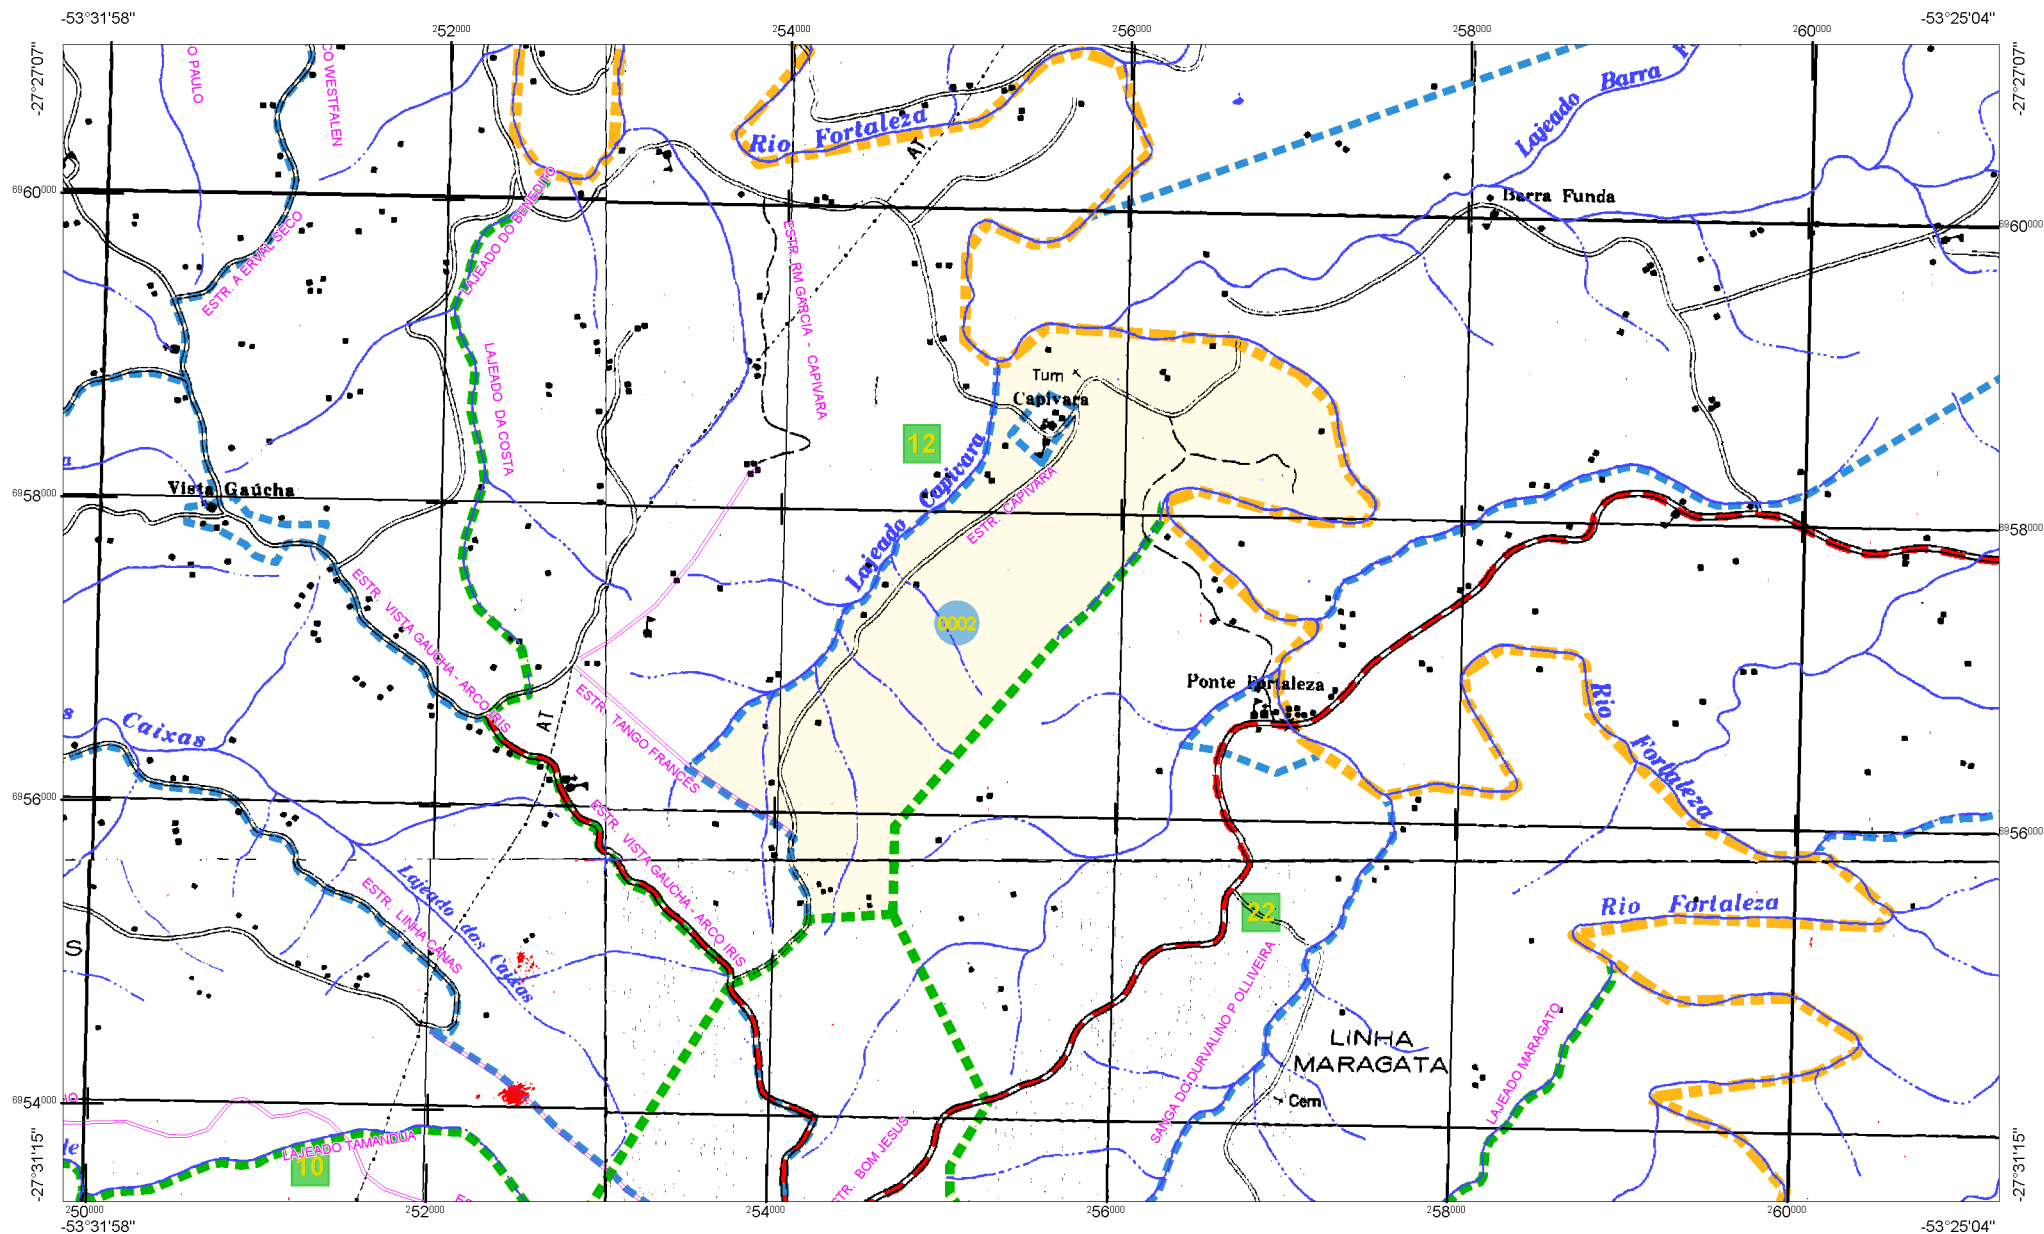 -53°31'58"
252000
254000
256000
258000
260000
-53°25'04"
-27°27'07"
-27°27'07"
O PAULO
CO WESTFALEN
Rio Fortaleza
AT
Lajeado Barra F
6960000
6960000
Barra Funda
LAJEADO DO BENEDITO
ESTR. A ERVAL SECO
ESTR. RM GARCIA - CAPIVARA
LAJEADO DA COSTA
Tum
Capivara
12
Lajeado Capivara
ESTR. CAPIVARA
a
Vista Gaúcha
6958000
6958000
ESTR. VISTA GAUCHA - ARCO IRIS
0002
Ponte Fortaleza
Rio Fortaleza
s Caixas
AT
ESTR. TANGO FRANCÊS
6956000
6956000
ESTR. VISTA GAUCHA - ARCO IRIS
Lajeado das Caixas
ESTR. LINHA CANAS
Rio Fortaleza
22
S
SANGA DO DURVALINO P OLLIVEIRA
LINHA
MARAGATA
LAJEADO MARAGATO
Cem
6954000
LAJEADO TAMANDUÁ
10
STR. BOM JESUS
ES
te
-27°31'15"
-27°31'15"
250000
252000
254000
256000
258000
260000
-53°31'58"
-53°25'04"